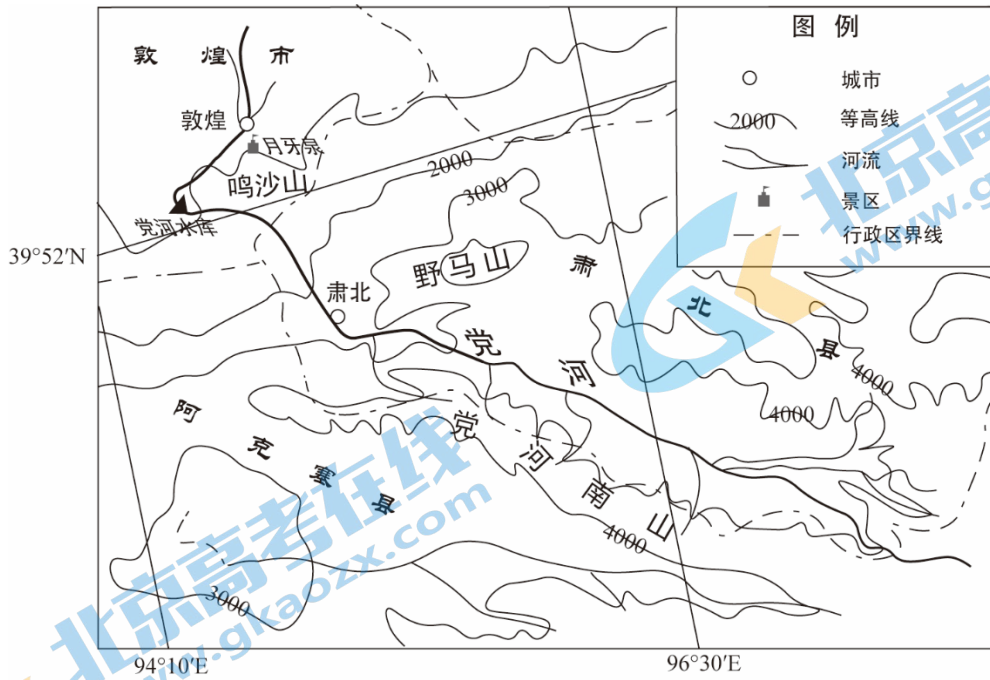 图 例
城市
2000
等高线
河流
景区
行政区界线
敦 煌 市
敦煌
月牙泉
鸣沙山
党河水库
2000
3000
39°52′N
野马山
肃 北 县
肃北
党 河
4000
4000
阿克塞县
党河南山
4000
3000
94°10′E
96°30′E
北京高考在线
www.gkaozx.com
北京高
www.g